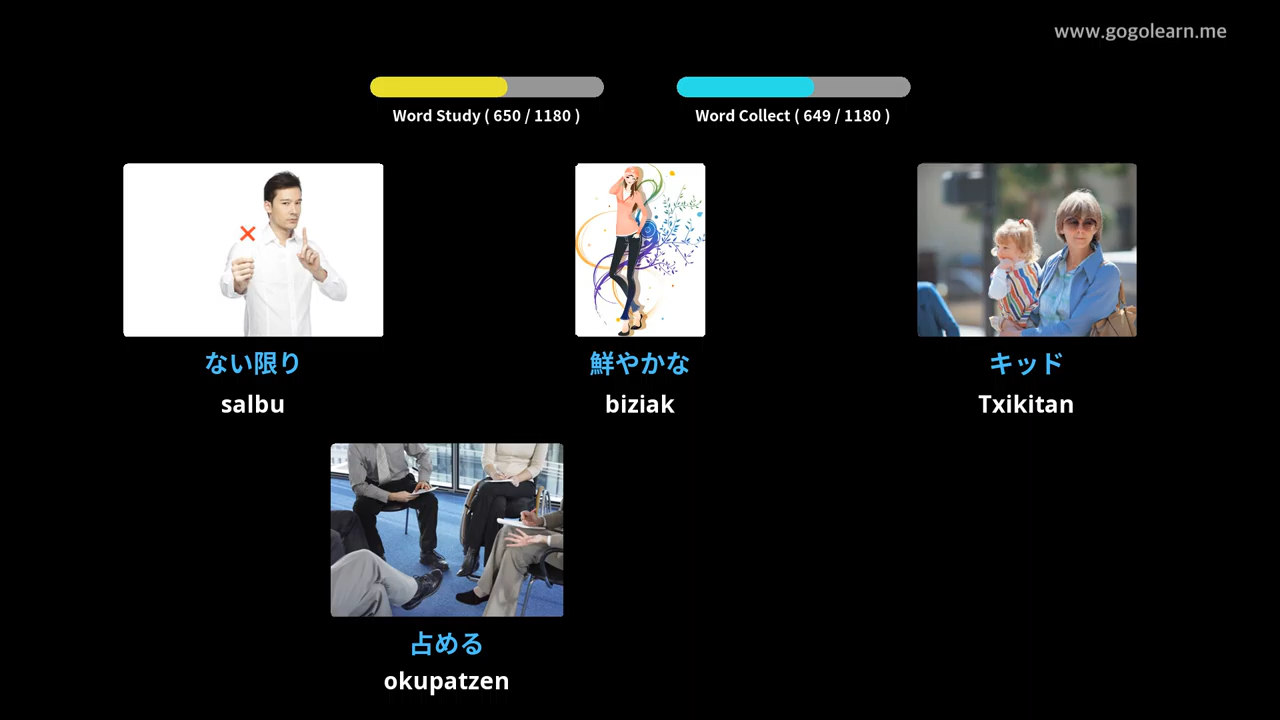 www.gogolearn.me
Word Study ( 650 / 1180 )
Word Collect ( 649 / 1180 )
ない限り
salbu
鮮やかな
biziak
キッド
Txikitan
占める
okupatzen